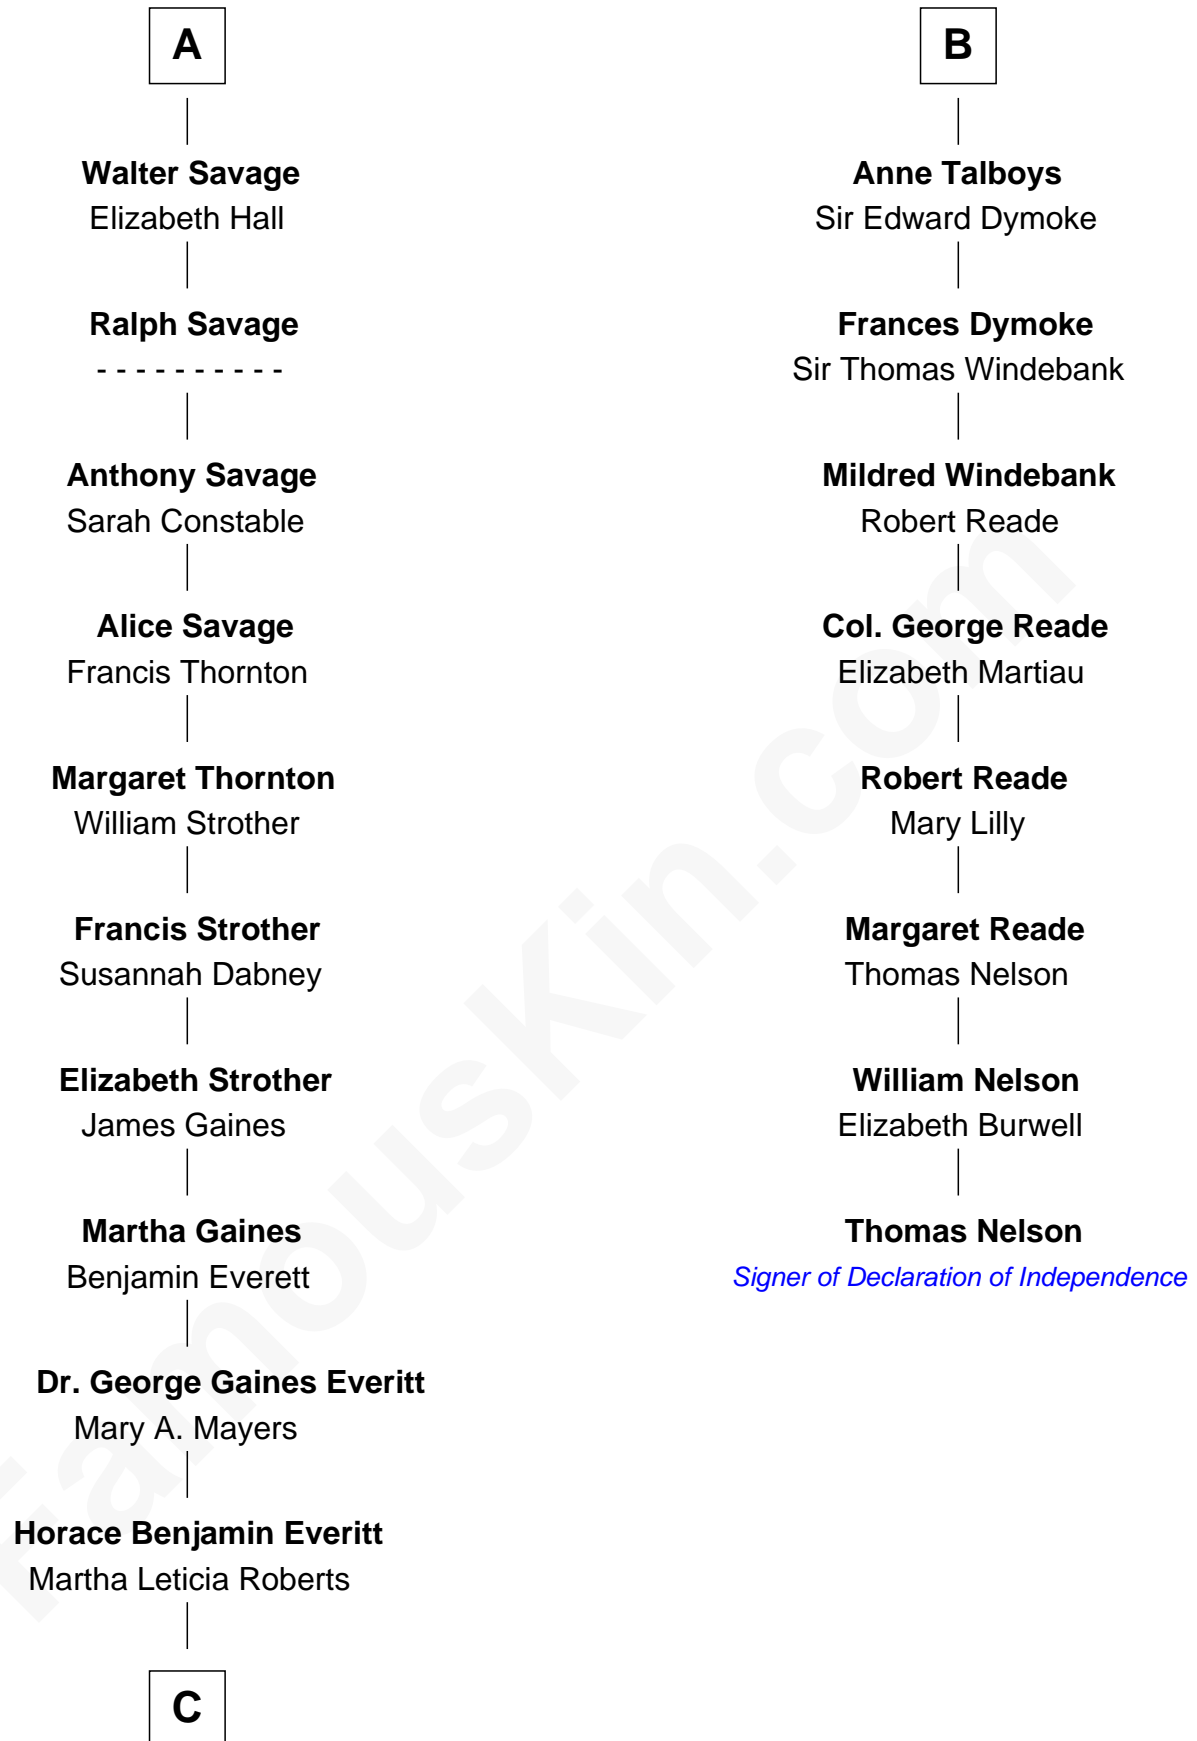 A
Walter Savage
Elizabeth Hall
Ralph Savage
- - - - - - - - - -
Anthony Savage
Sarah Constable
Alice Savage
Francis Thornton
Margaret Thornton
William Strother
Francis Strother
Susannah Dabney
Elizabeth Strother
James Gaines
Martha Gaines
Benjamin Everett
Dr. George Gaines Everitt
Mary A. Mayers
Horace Benjamin Everitt
Martha Leticia Roberts
C
B
Anne Talboys
Sir Edward Dymoke
Frances Dymoke
Sir Thomas Windebank
Mildred Windebank
Robert Reade
Col. George Reade
Elizabeth Martiau
Robert Reade
Mary Lilly
Margaret Reade
Thomas Nelson
William Nelson
Elizabeth Burwell
Thomas Nelson
Signer of Declaration of Independence
FamousKin.com